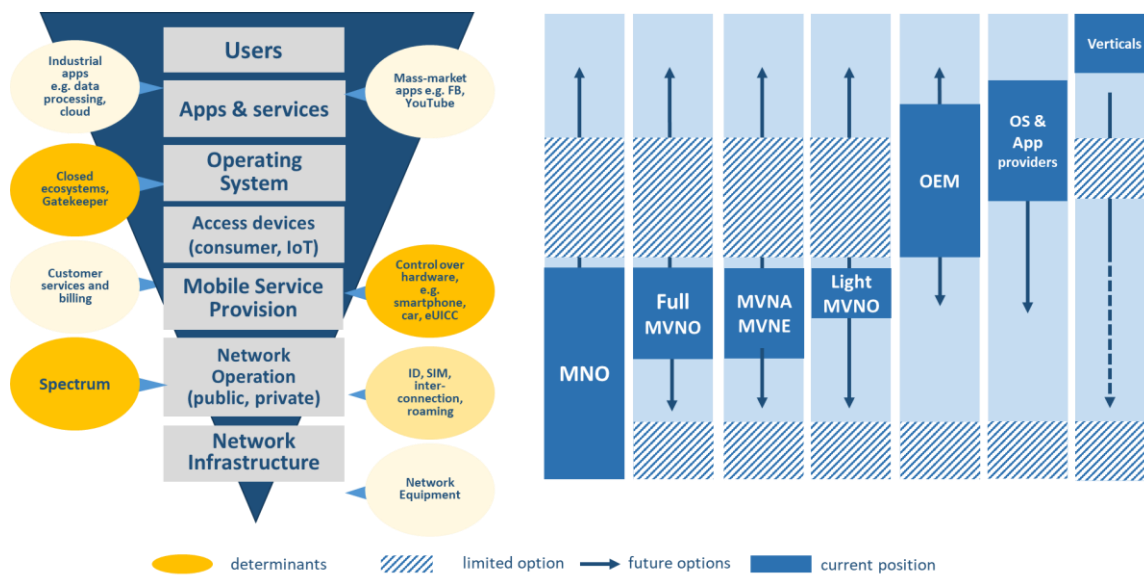 Users
Apps & services
Operating
System
Access devices
(consumer, IoT)
Mobile Service
Provision
Network
Operation
(public, private)
Network
Infrastructure
Industrial
apps
e.g. data
processing,
cloud
Closed
ecosystems,
Gatekeeper
Customer
services and
billing
Spectrum
Mass-market
apps e.g. FB,
YouTube
Control over
hardware,
e.g.
smartphone,
car, eUICC
ID, SIM,
inter-
connection,
roaming
Network
Equipment
MNO
Full
MVNO
MVNA
MVNE
Light
MVNO
OEM
OS &
App
providers
Verticals
determinants
limited option
future options
current position